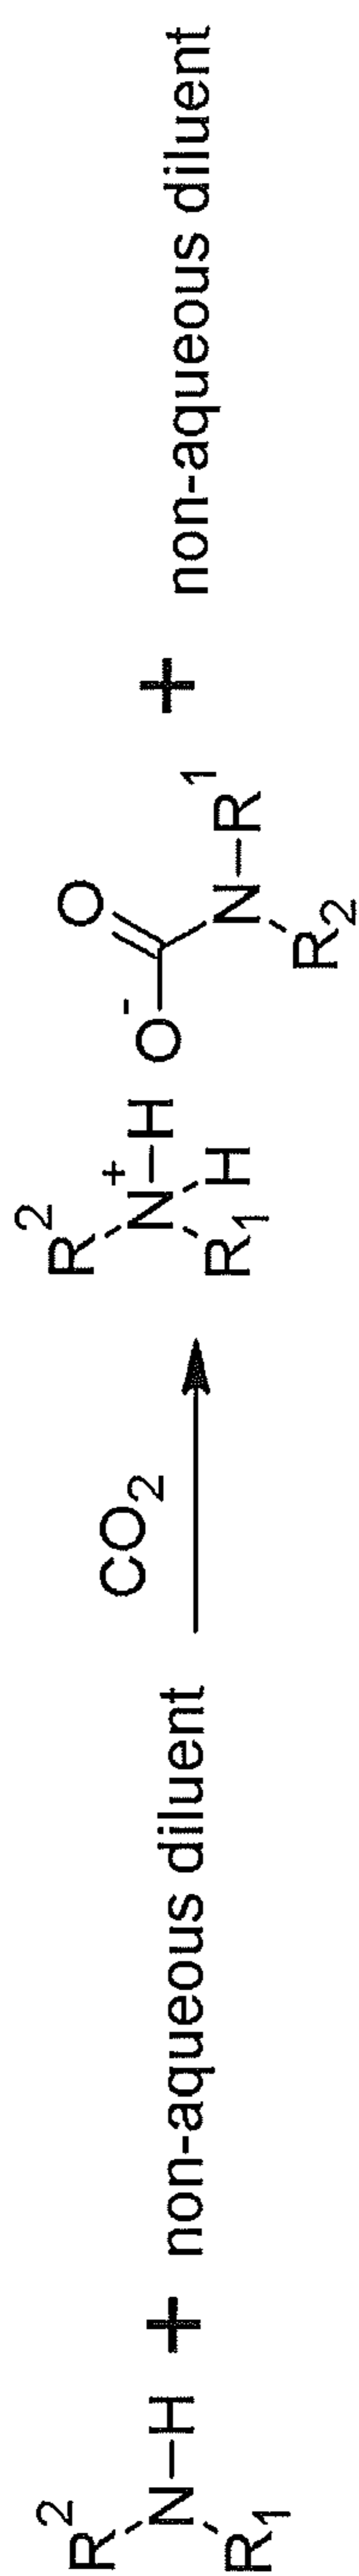 R² N–H R₁ + non-aqueous diluent
CO₂
R² N⁺–H H R₁ ⁻O O N–R¹ R₂ + non-aqueous diluent